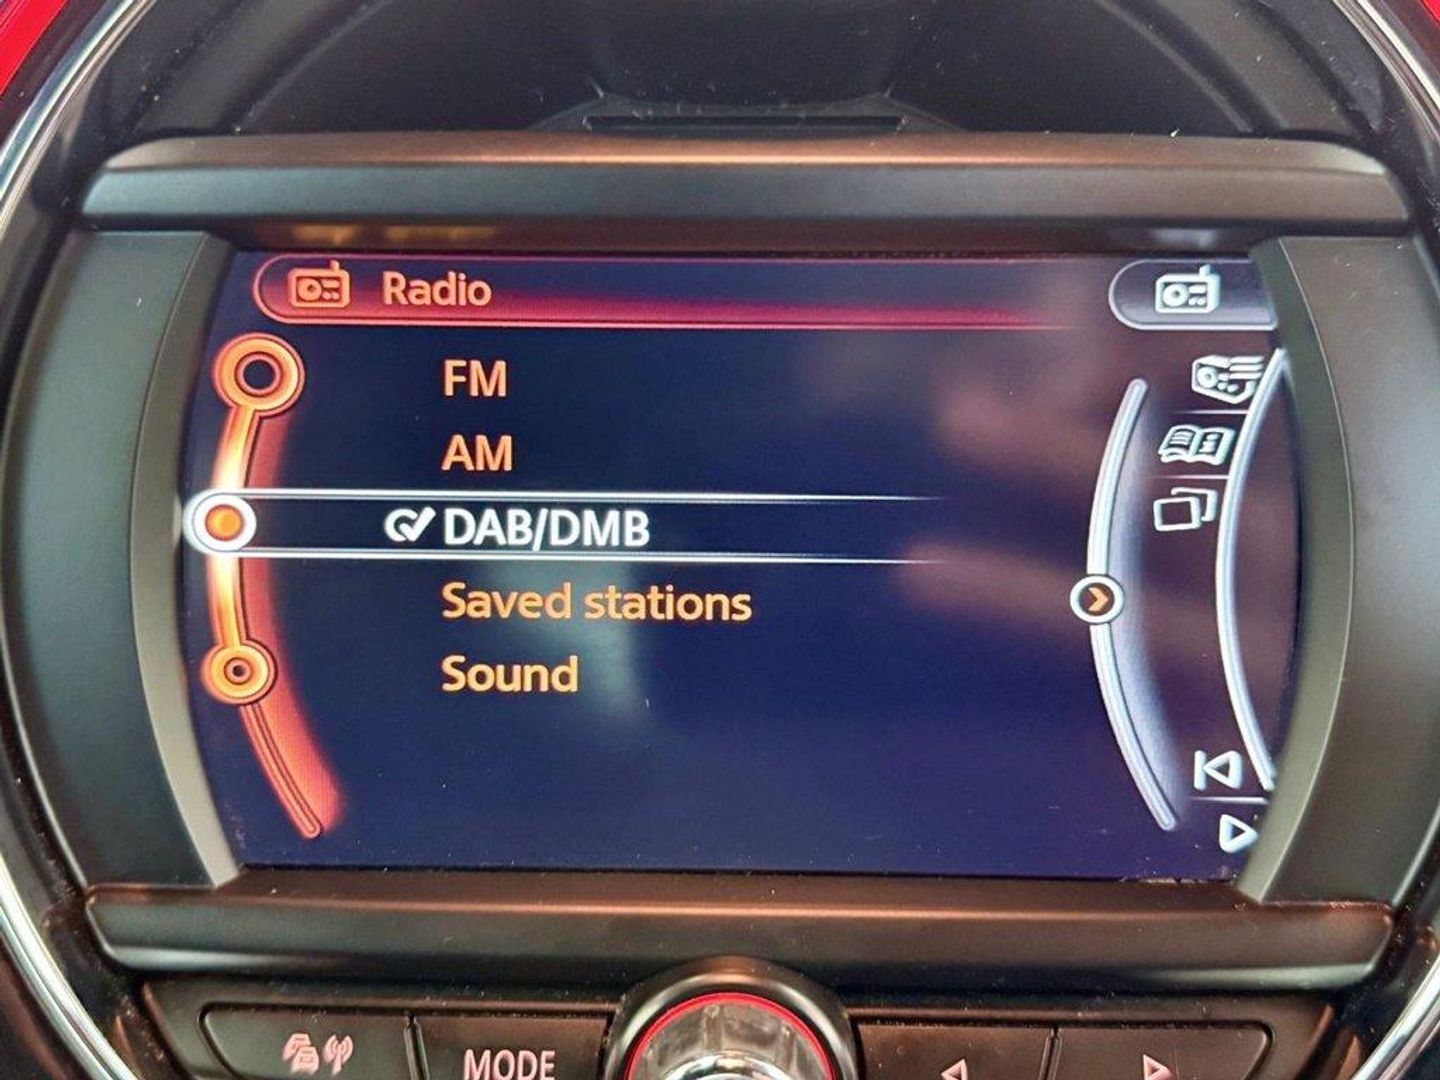 Radio
FM
AM
DAB/DMB
Saved stations
Sound
MODE